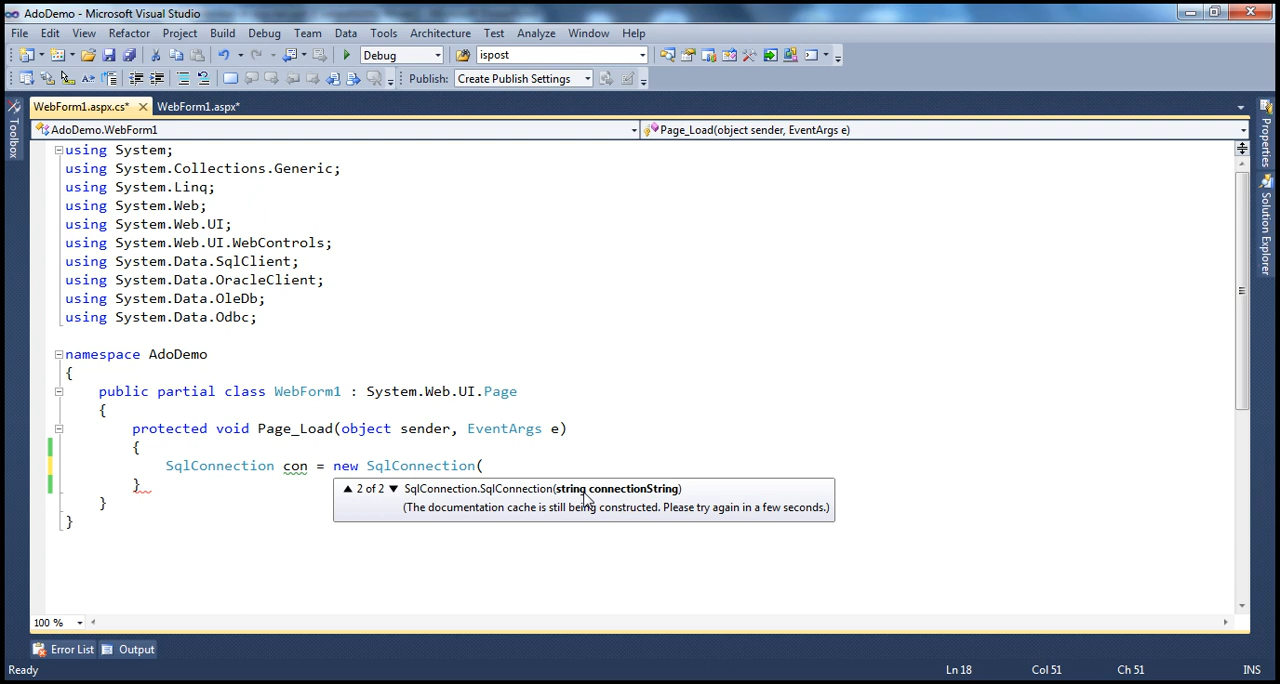 AdoDemo - Microsoft Visual Studio
File Edit View Refactor Project Build Debug Team Data Tools Architecture Test Analyze Window Help
Debug ispost
Publish: Create Publish Settings
WebForm1.aspx.cs* WebForm1.aspx*
AdoDemo.WebForm1 Page_Load(object sender, EventArgs e)
Toolbox
Properties
Solution Explorer
using System;
using System.Collections.Generic;
using System.Linq;
using System.Web;
using System.Web.UI;
using System.Web.UI.WebControls;
using System.Data.SqlClient;
using System.Data.OracleClient;
using System.Data.OleDb;
using System.Data.Odbc;
namespace AdoDemo
{
public partial class WebForm1 : System.Web.UI.Page
{
protected void Page_Load(object sender, EventArgs e)
{
SqlConnection con = new SqlConnection(
}
▲ 2 of 2 ▼ SqlConnection.SqlConnection(string connectionString)
(The documentation cache is still being constructed. Please try again in a few seconds.)
}
}
100 %
Error List Output
Ready Ln 18 Col 51 Ch 51 INS